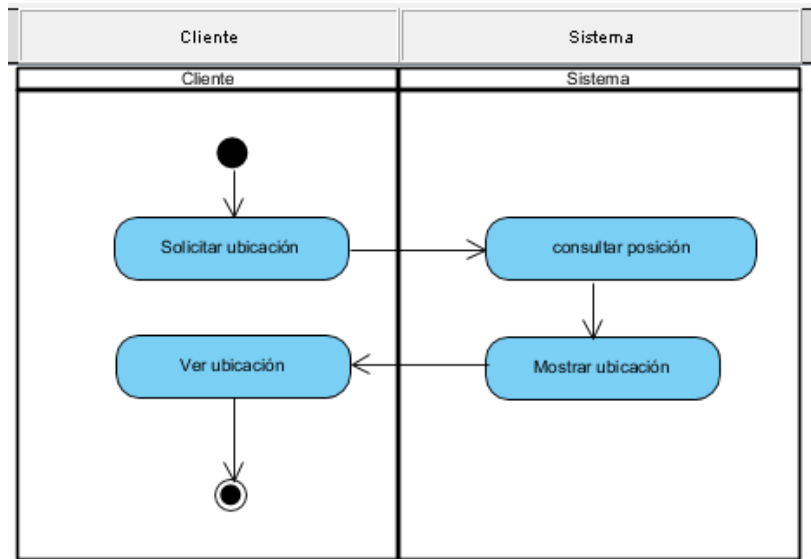 Cliente
Sistema
Cliente
Sistema
Solicitar ubicación
consultar posición
Ver ubicación
Mostrar ubicación